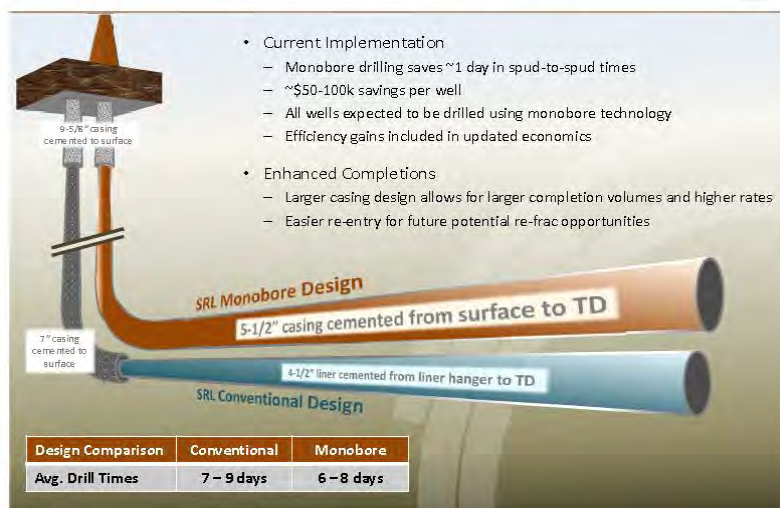 • Current Implementation
– Monobore drilling saves ~1 day in spud-to-spud times
– ~$50-100k savings per well
– All wells expected to be drilled using monobore technology
– Efficiency gains included in updated economics
• Enhanced Completions
– Larger casing design allows for larger completion volumes and higher rates
– Easier re-entry for future potential re-frac opportunities
9-5/8" casing
cemented to surface
SRL Monobore Design
5-1/2" casing cemented from surface to TD
7" casing
cemented to
surface
4-1/2" liner cemented from liner hanger to TD
SRL Conventional Design
Design Comparison Conventional Monobore
Avg. Drill Times 7 – 9 days 6 – 8 days